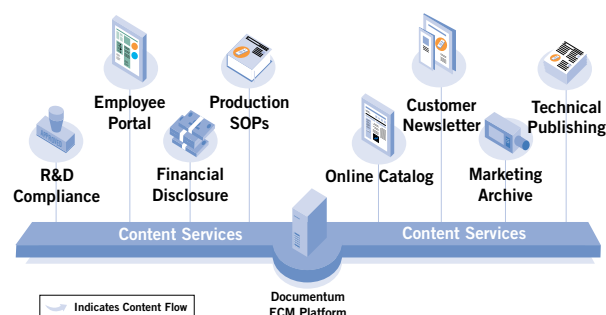 Employee
Portal
Production
SOPs
Customer
Newsletter
Technical
Publishing
R&D
Compliance
Financial
Disclosure
Online Catalog
Marketing
Archive
Content Services
Content Services
Indicates Content Flow
Documentum
ECM Platform